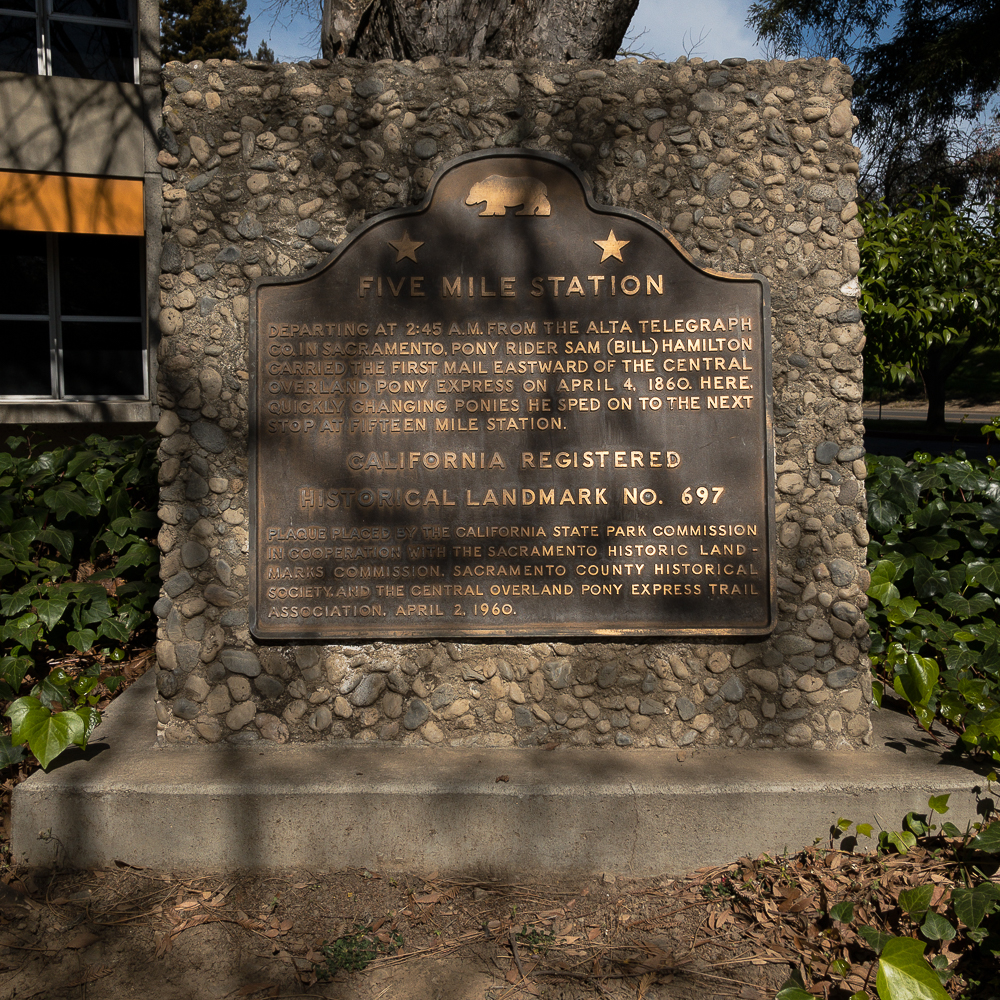 FIVE MILE STATION
DEPARTING AT 2:45 A.M. FROM THE ALTA TELEGRAPH
CO. IN SACRAMENTO, PONY RIDER SAM (BILL) HAMILTON
CARRIED THE FIRST MAIL EASTWARD OF THE CENTRAL
OVERLAND PONY EXPRESS ON APRIL 4, 1860. HERE,
QUICKLY CHANGING PONIES HE SPED ON TO THE NEXT
STOP AT FIFTEEN MILE STATION.
CALIFORNIA REGISTERED
HISTORICAL LANDMARK NO. 697
PLAQUE PLACED BY THE CALIFORNIA STATE PARK COMMISSION
IN COOPERATION WITH THE SACRAMENTO HISTORIC LAND-
MARKS COMMISSION, SACRAMENTO COUNTY HISTORICAL
SOCIETY, AND THE CENTRAL OVERLAND PONY EXPRESS TRAIL
ASSOCIATION. APRIL 2, 1960.